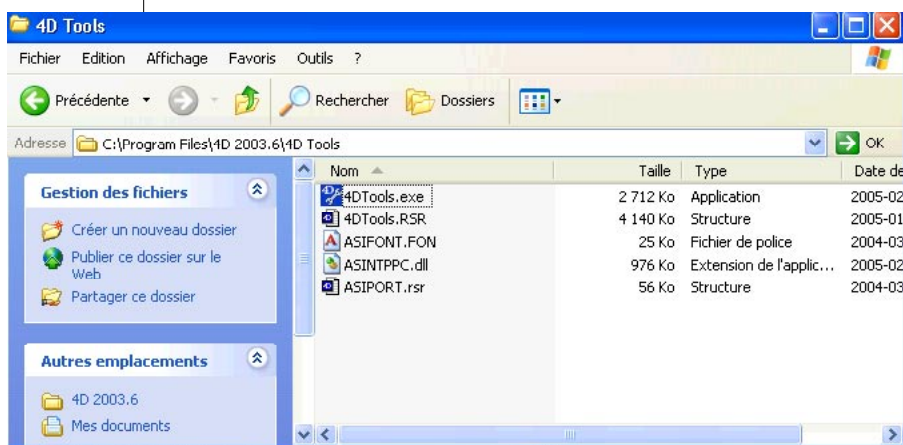 4D Tools
Fichier Edition Affichage Favoris Outils ?
Précédente Rechercher Dossiers
Adresse C:\Program Files\4D 2003.6\4D Tools OK
Nom Taille Type Date de
Gestion des fichiers
Créer un nouveau dossier
Publier ce dossier sur le
Web
Partager ce dossier
Autres emplacements
4D 2003.6
Mes documents
4DTools.exe 2 712 Ko Application 2005-02
4DTools.RSR 4 140 Ko Structure 2005-01
ASIFONT.FON 25 Ko Fichier de police 2004-03
ASINTPPC.dll 976 Ko Extension de l'applic... 2005-02
ASIPORT.rsr 56 Ko Structure 2004-03